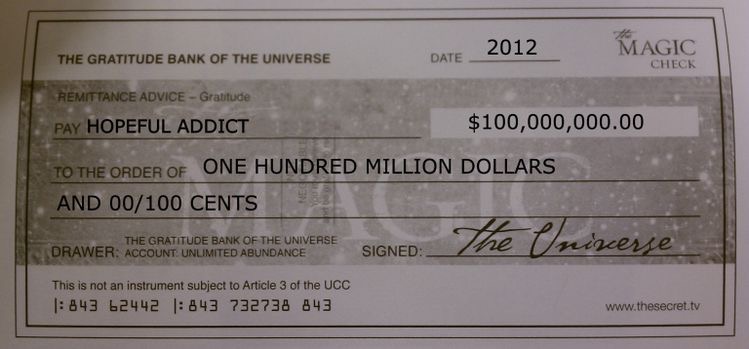 THE GRATITUDE BANK OF THE UNIVERSE
DATE 2012
the MAGIC CHECK
REMITTANCE ADVICE – Gratitude
PAY HOPEFUL ADDICT $100,000,000.00
TO THE ORDER OF ONE HUNDRED MILLION DOLLARS
AND 00/100 CENTS
MAGIC
DRAWER: THE GRATITUDE BANK OF THE UNIVERSE
ACCOUNT: UNLIMITED ABUNDANCE
SIGNED: The Universe
This is not an instrument subject to Article 3 of the UCC
|: 843 62442 |: 843 732738 843
www.thesecret.tv